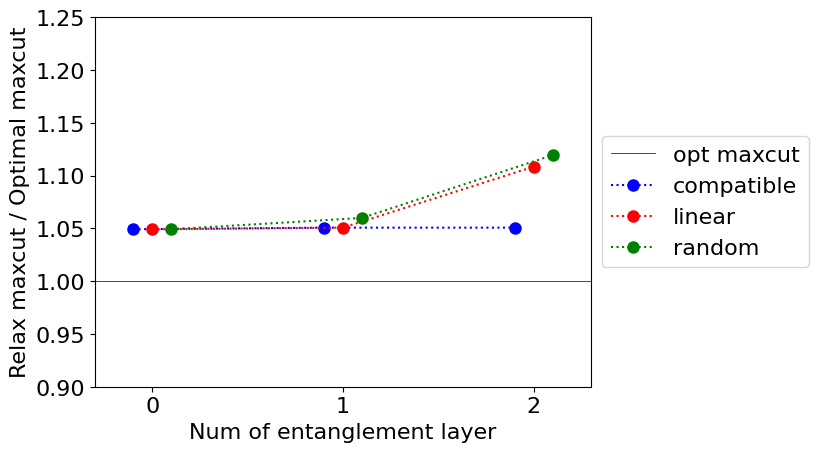 Relax maxcut / Optimal maxcut
1.25
1.20
1.15
1.10
1.05
1.00
0.95
0.90
0
1
2
Num of entanglement layer
opt maxcut
compatible
linear
random